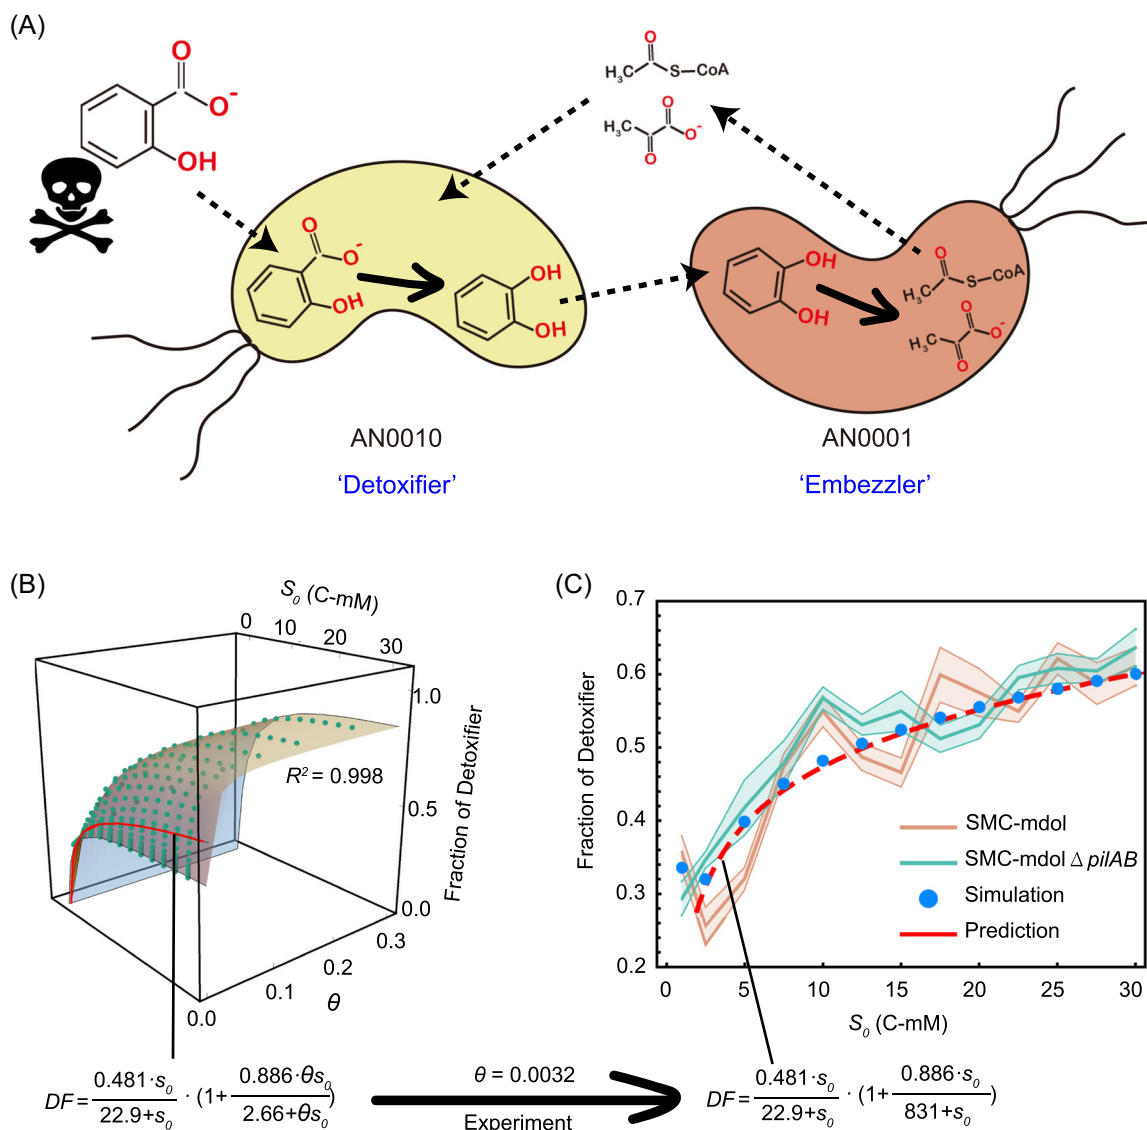 (A)
O
O-
OH
O
H3C S–CoA
O
H3C O-
O
O
O-
OH
OH
OH
OH
OH
O
H3C S–CoA
O
H3C O-
O
AN0010
'Detoxifier'
AN0001
'Embezzler'
(B)
S0 (C-mM)
0 10 20 30
1.0
0.5
0.0
Fraction of Detoxifier
R2 = 0.998
0.3
0.2
0.1
0.0
θ
DF = 0.481·s0 / 22.9+s0 · (1+ 0.886·θs0 / 2.66+θs0)
θ = 0.0032
Experiment
(C)
0.7
0.6
0.5
0.4
0.3
0.2
Fraction of Detoxifier
SMC-mdol
SMC-mdol Δ pilAB
Simulation
Prediction
0 5 10 15 20 25 30
S0 (C-mM)
DF = 0.481·s0 / 22.9+s0 · (1+ 0.886·s0 / 831+s0)